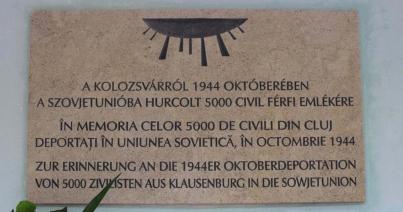 A KOLOZSVÁRRÓL 1944 OKTÓBERÉBEN
A SZOVJETUNIÓBA HURCOLT 5000 CIVIL FÉRFI EMLÉKÉRE
ÎN MEMORIA CELOR 5000 DE CIVILI DIN CLUJ
DEPORTAȚI ÎN UNIUNEA SOVIETICĂ, ÎN OCTOMBRIE 1944
ZUR ERINNERUNG AN DIE 1944ER OKTOBERDEPORTATION
VON 5000 ZIVILISTEN AUS KLAUSENBURG IN DIE SOWJETUNION